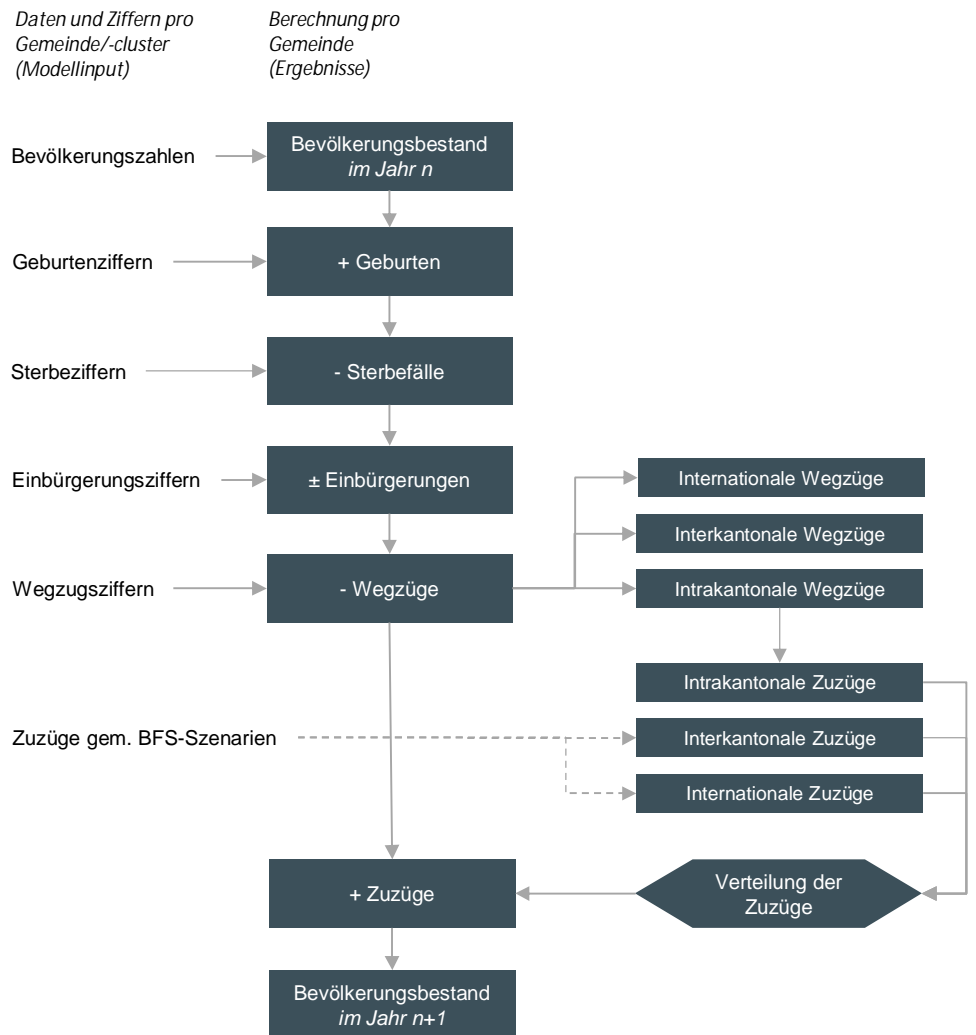 Daten und Ziffern pro
Gemeinde/-cluster
(Modellinput)
Berechnung pro
Gemeinde
(Ergebnisse)
Bevölkerungszahlen
Bevölkerungsbestand
im Jahr n
Geburtenziffern
+ Geburten
Sterbeziffern
- Sterbefälle
Einbürgerungsziffern
± Einbürgerungen
Internationale Wegzüge
Interkantonale Wegzüge
Wegzugsziffern
- Wegzüge
Intrakantonale Wegzüge
Intrakantonale Zuzüge
Zuzüge gem. BFS-Szenarien
Interkantonale Zuzüge
Internationale Zuzüge
+ Zuzüge
Verteilung der
Zuzüge
Bevölkerungsbestand
im Jahr n+1